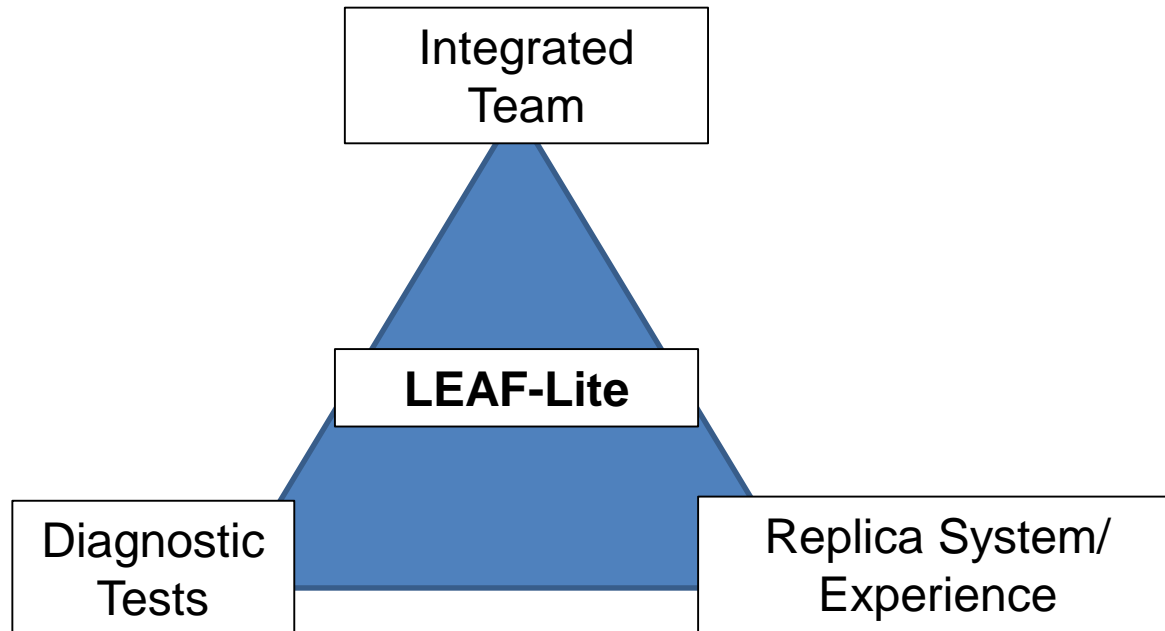 Integrated
Team
LEAF-Lite
Diagnostic
Tests
Replica System/
Experience